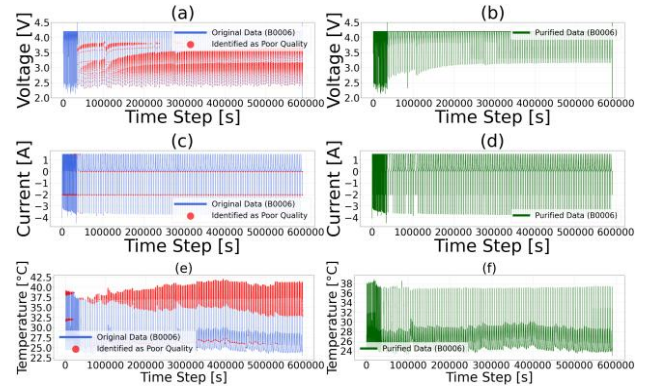 (a)
Voltage [V]
4.5
4.0
3.5
3.0
2.5
2.0
Original Data (B0006)
Identified as Poor Quality
0 100000 200000 300000 400000 500000 600000
Time Step [s]
(b)
Voltage [V]
4.5
4.0
3.5
3.0
2.5
2.0
Purified Data (B0006)
0 100000 200000 300000 400000 500000 600000
Time Step [s]
(c)
Current [A]
1
0
−1
−2
−3
−4
Original Data (B0006)
Identified as Poor Quality
0 100000 200000 300000 400000 500000 600000
Time Step [s]
(d)
Current [A]
1
0
−1
−2
−3
−4
Purified Data (B0006)
0 100000 200000 300000 400000 500000 600000
Time Step [s]
(e)
Temperature [°C]
42.5
40.0
37.5
35.0
32.5
30.0
27.5
25.0
22.5
Original Data (B0006)
Identified as Poor Quality
0 100000 200000 300000 400000 500000 600000
Time Step [s]
(f)
Temperature [°C]
38
36
34
32
30
28
26
24
Purified Data (B0006)
0 100000 200000 300000 400000 500000 600000
Time Step [s]